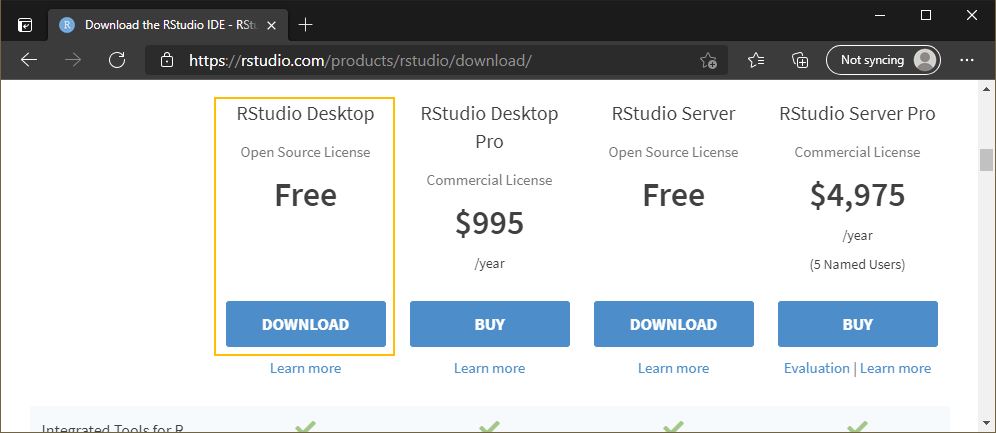 Download the RStudio IDE - RStu
https://rstudio.com/products/rstudio/download/
Not syncing
RStudio Desktop
Open Source License
Free
DOWNLOAD
Learn more
RStudio Desktop
Pro
Commercial License
$995
/year
BUY
Learn more
RStudio Server
Open Source License
Free
DOWNLOAD
Learn more
RStudio Server Pro
Commercial License
$4,975
/year
(5 Named Users)
BUY
Evaluation | Learn more
Integrated Tools for R